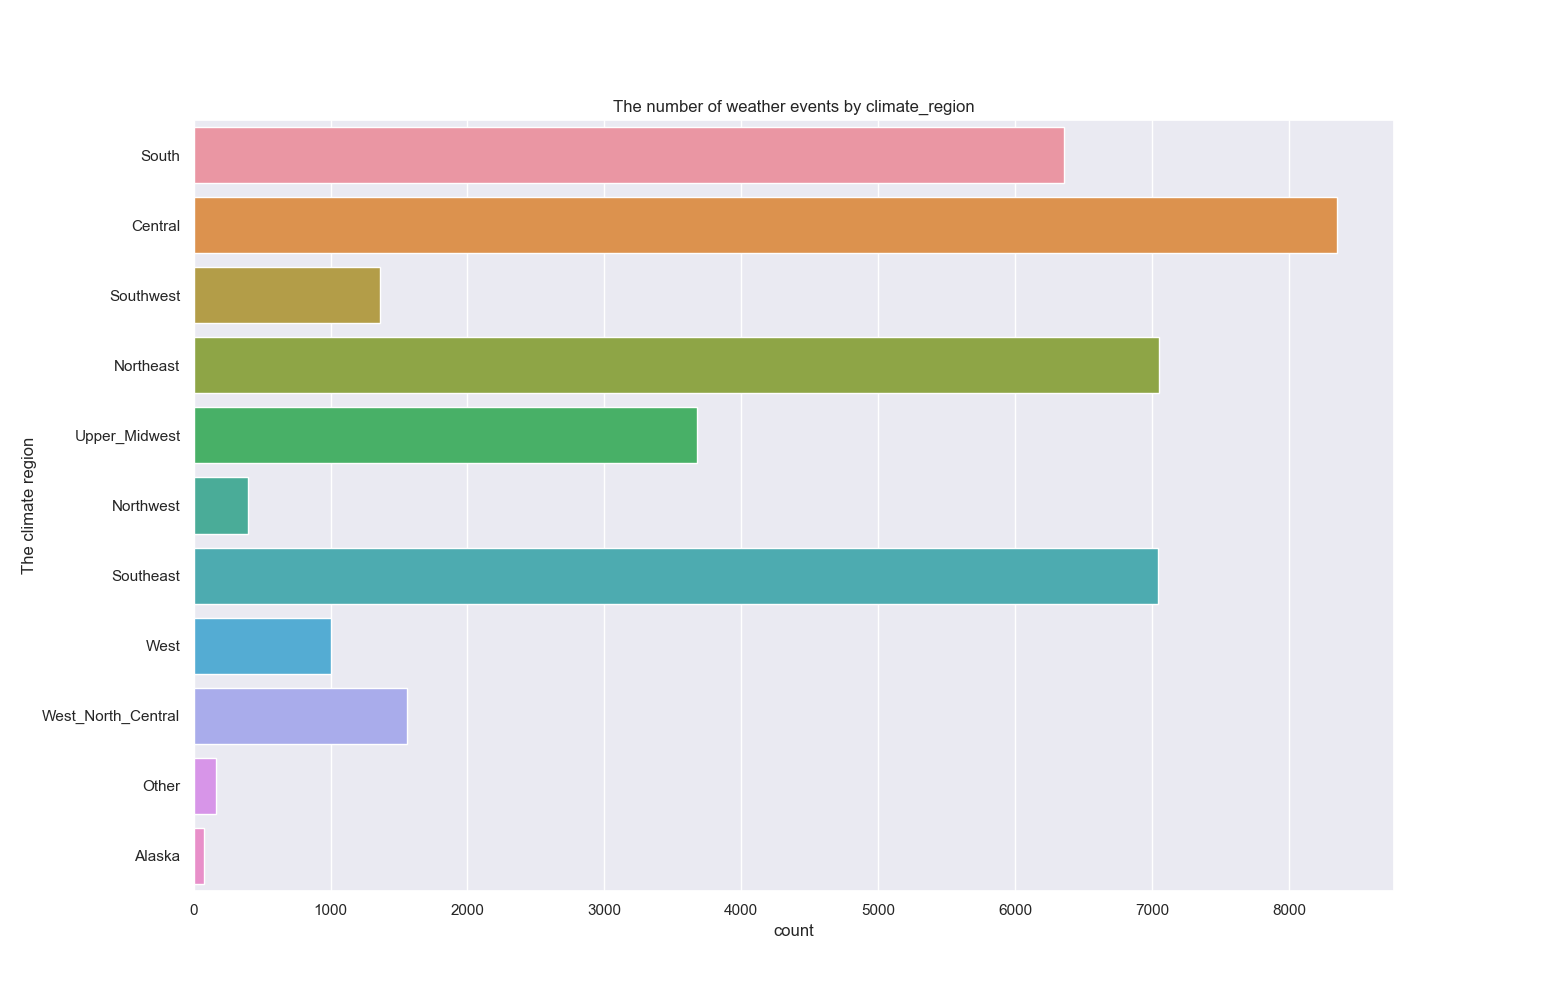 The number of weather events by climate_region
The climate region
South
Central
Southwest
Northeast
Upper_Midwest
Northwest
Southeast
West
West_North_Central
Other
Alaska
0 1000 2000 3000 4000 5000 6000 7000 8000
count